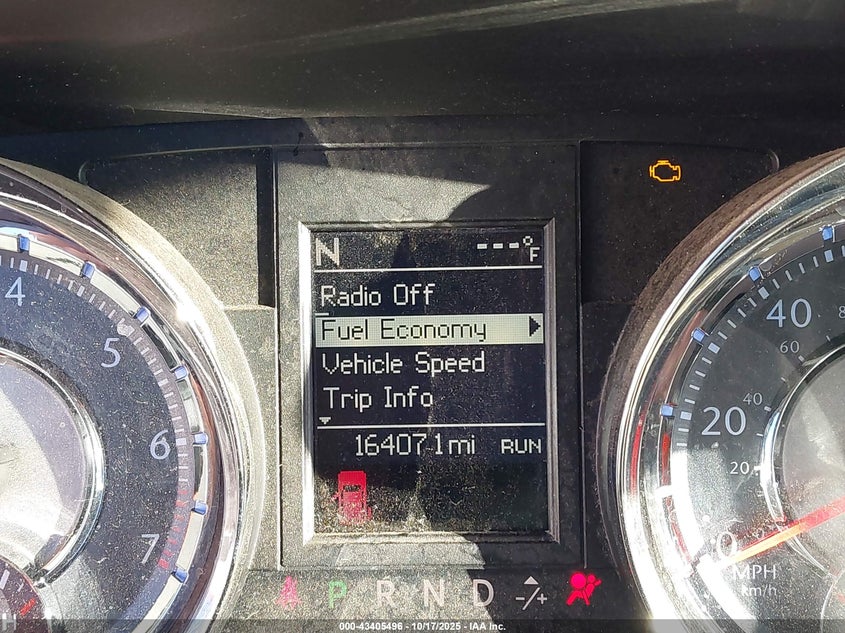 N ---°F
Radio Off
Fuel Economy
Vehicle Speed
Trip Info
164071mi RUN
P R N D -/+
4
5
6
7
40
60
20
40
20
0
MPH
km/h
000-43405496 - 10/17/2025 - IAA Inc.